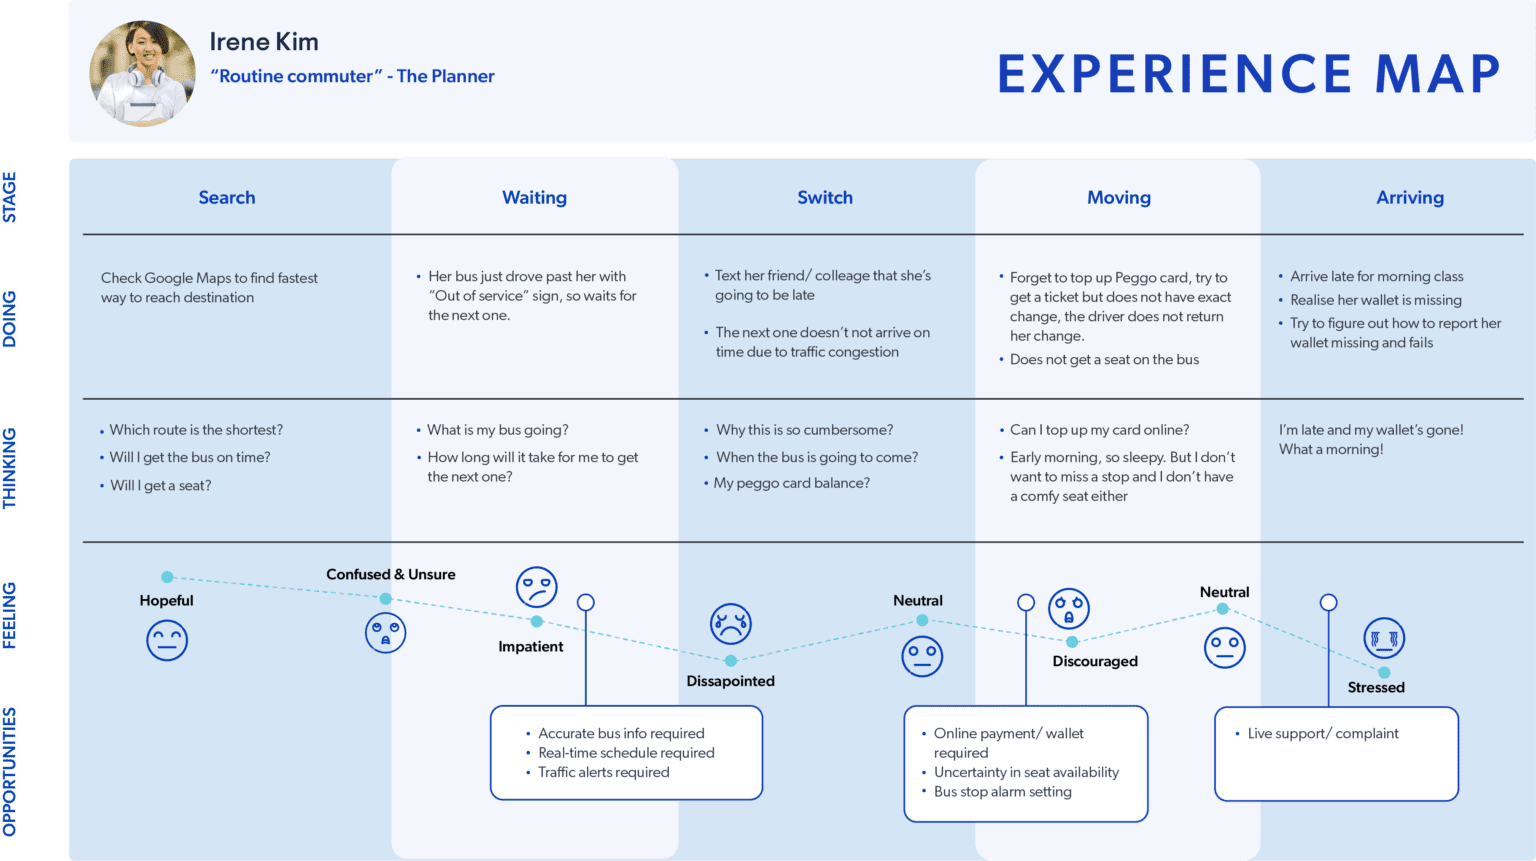 Irene Kim
“Routine commuter” - The Planner
EXPERIENCE MAP
STAGE
Search
Waiting
Switch
Moving
Arriving
DOING
Check Google Maps to find fastest
way to reach destination
• Her bus just drove past her with
“Out of service” sign, so waits for
the next one.
• Text her friend/ colleage that she’s
going to be late
• The next one doesn’t not arrive on
time due to traffic congestion
• Forget to top up Peggo card, try to
get a ticket but does not have exact
change, the driver does not return
her change.
• Does not get a seat on the bus
• Arrive late for morning class
• Realise her wallet is missing
• Try to figure out how to report her
wallet missing and fails
THINKING
• Which route is the shortest?
• Will I get the bus on time?
• Will I get a seat?
• What is my bus going?
• How long will it take for me to get
the next one?
• Why this is so cumbersome?
• When the bus is going to come?
• My peggo card balance?
• Can I top up my card online?
• Early morning, so sleepy. But I don’t
want to miss a stop and I don’t have
a comfy seat either
I’m late and my wallet’s gone!
What a morning!
FEELING
Hopeful
Confused & Unsure
Impatient
Dissapointed
Neutral
Discouraged
Neutral
Stressed
OPPORTUNITIES
• Accurate bus info required
• Real-time schedule required
• Traffic alerts required
• Online payment/ wallet
required
• Uncertainty in seat availability
• Bus stop alarm setting
• Live support/ complaint